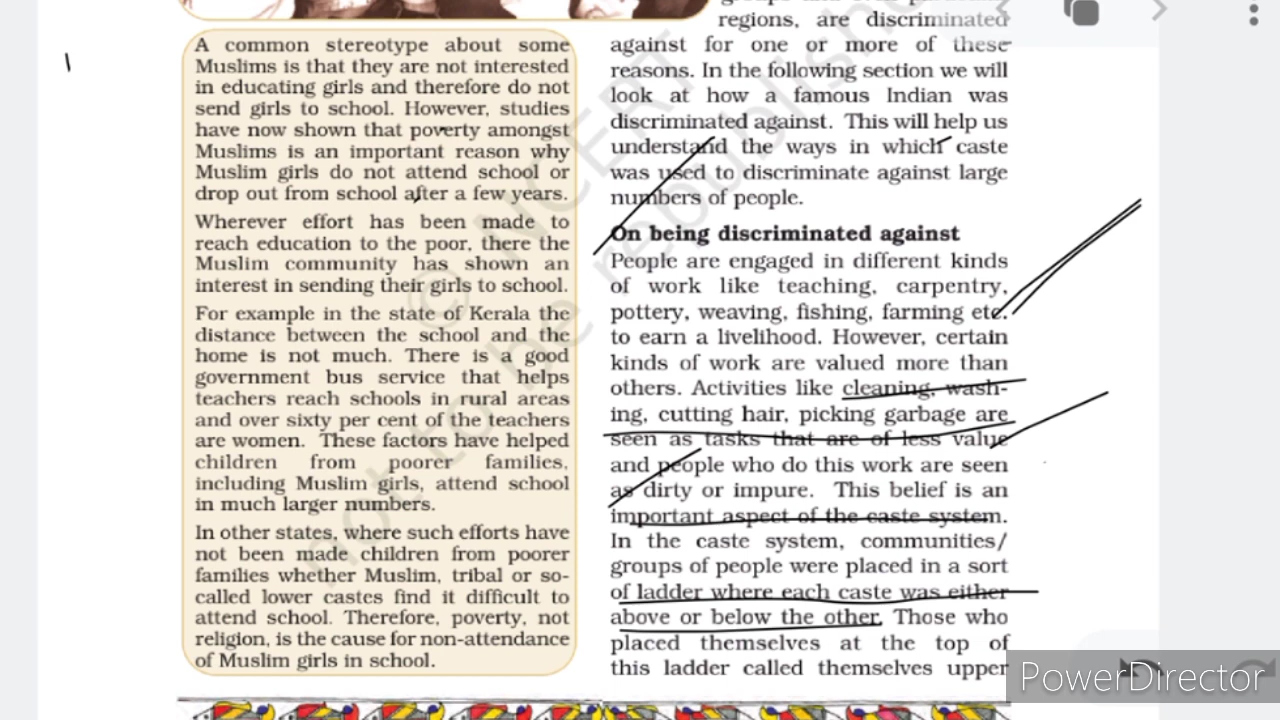 A common stereotype about some
Muslims is that they are not interested
in educating girls and therefore do not
send girls to school. However, studies
have now shown that poverty amongst
Muslims is an important reason why
Muslim girls do not attend school or
drop out from school after a few years.
Wherever effort has been made to
reach education to the poor, there the
Muslim community has shown an
interest in sending their girls to school.
For example in the state of Kerala the
distance between the school and the
home is not much. There is a good
government bus service that helps
teachers reach schools in rural areas
and over sixty per cent of the teachers
are women. These factors have helped
children from poorer families,
including Muslim girls, attend school
in much larger numbers.
In other states, where such efforts have
not been made children from poorer
families whether Muslim, tribal or so-
called lower castes find it difficult to
attend school. Therefore, poverty, not
religion, is the cause for non-attendance
of Muslim girls in school.
regions, are discriminated
against for one or more of these
reasons. In the following section we will
look at how a famous Indian was
discriminated against. This will help us
understand the ways in which caste
was used to discriminate against large
numbers of people.
On being discriminated against
People are engaged in different kinds
of work like teaching, carpentry,
pottery, weaving, fishing, farming etc.
to earn a livelihood. However, certain
kinds of work are valued more than
others. Activities like cleaning, wash-
ing, cutting hair, picking garbage are
seen as tasks that are of less value
and people who do this work are seen
as dirty or impure. This belief is an
important aspect of the caste system.
In the caste system, communities/
groups of people were placed in a sort
of ladder where each caste was either
above or below the other. Those who
placed themselves at the top of
this ladder called themselves upper
© NCERT
not to be republish
PowerDirector